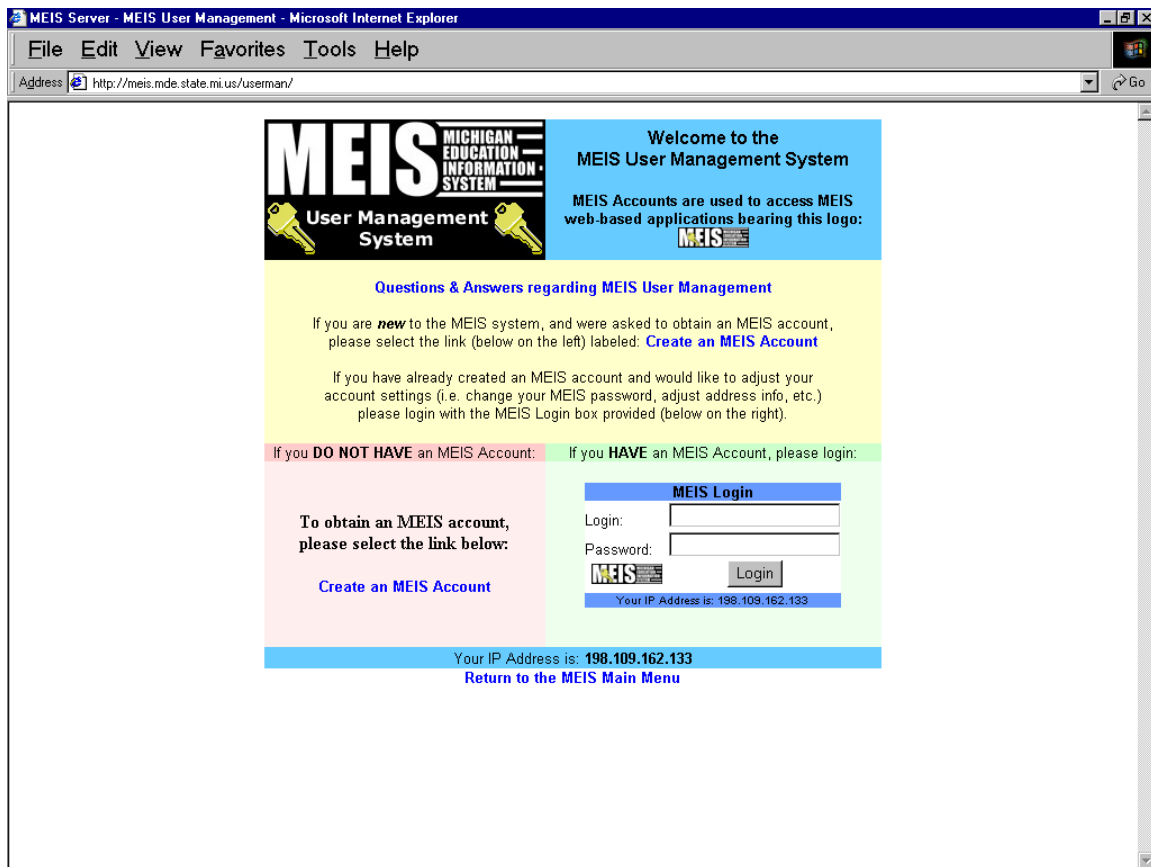 MEIS Server - MEIS User Management - Microsoft Internet Explorer
File Edit View Favorites Tools Help
Address http://meis.mde.state.mi.us/userman/ Go
MEIS MICHIGAN
EDUCATION
INFORMATION
SYSTEM
User Management
System
Welcome to the
MEIS User Management System
MEIS Accounts are used to access MEIS
web-based applications bearing this logo:
MEIS
Questions & Answers regarding MEIS User Management
If you are new to the MEIS system, and were asked to obtain an MEIS account,
please select the link (below on the left) labeled: Create an MEIS Account
If you have already created an MEIS account and would like to adjust your
account settings (i.e. change your MEIS password, adjust address info, etc.)
please login with the MEIS Login box provided (below on the right).
If you DO NOT HAVE an MEIS Account:
To obtain an MEIS account,
please select the link below:
Create an MEIS Account
If you HAVE an MEIS Account, please login:
MEIS Login
Login:
Password:
MEIS Login
Your IP Address is: 198.109.162.133
Your IP Address is: 198.109.162.133
Return to the MEIS Main Menu